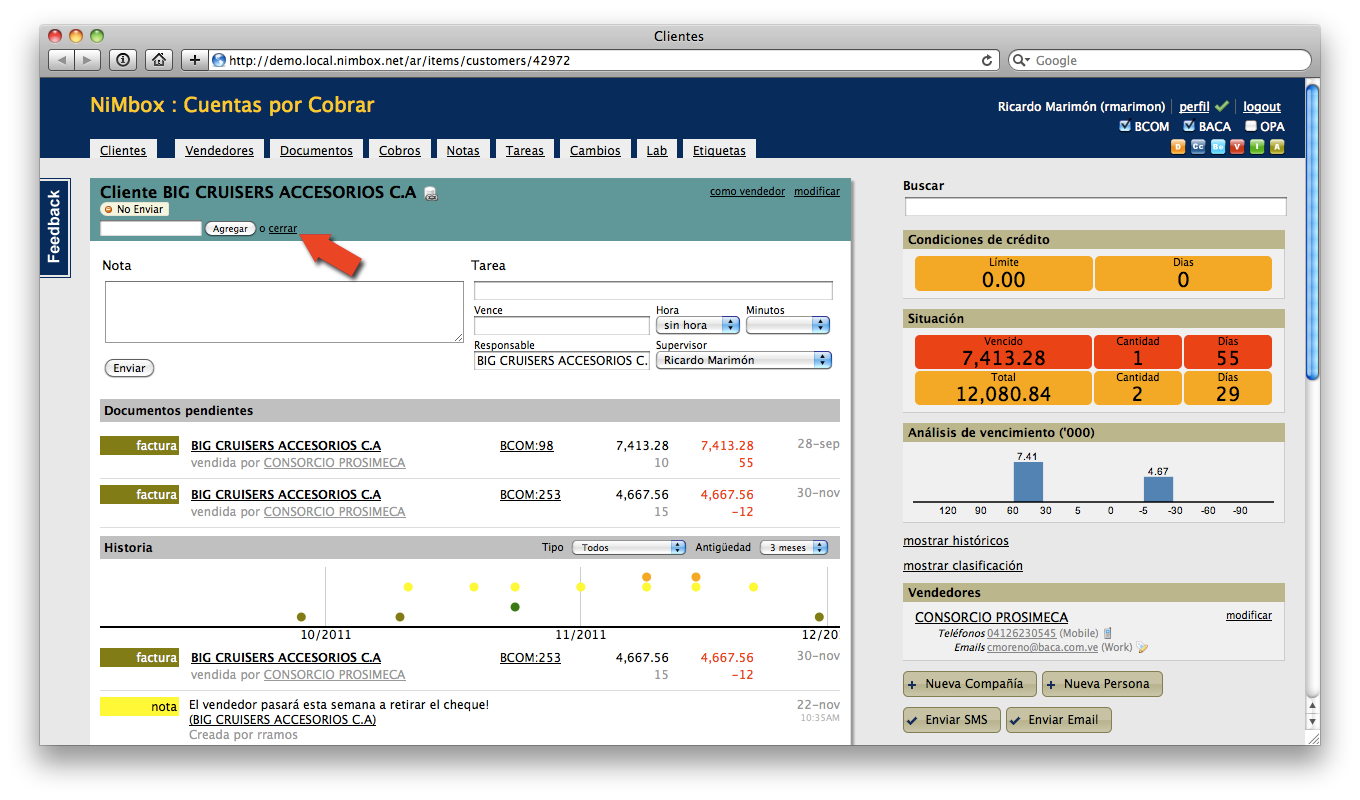 Clientes
http://demo.local.nimbox.net/ar/items/customers/42972
Google
NiMbox : Cuentas por Cobrar
Ricardo Marimón (rmarimon) perfil logout
BCOM BACA OPA
D Cc Be V I A
Clientes Vendedores Documentos Cobros Notas Tareas Cambios Lab Etiquetas
Feedback
Cliente BIG CRUISERS ACCESORIOS C.A
como vendedor modificar
No Enviar
Agregar o cerrar
Nota
Enviar
Tarea
Vence Hora Minutos
sin hora
Responsable Supervisor
BIG CRUISERS ACCESORIOS C. Ricardo Marimón
Documentos pendientes
factura BIG CRUISERS ACCESORIOS C.A BCOM:98 7,413.28 7,413.28 28-sep
vendida por CONSORCIO PROSIMECA 10 55
factura BIG CRUISERS ACCESORIOS C.A BCOM:253 4,667.56 4,667.56 30-nov
vendida por CONSORCIO PROSIMECA 15 -12
Historia Tipo Todos Antigüedad 3 meses
10/2011 11/2011 12/20
factura BIG CRUISERS ACCESORIOS C.A BCOM:253 4,667.56 4,667.56 30-nov
vendida por CONSORCIO PROSIMECA 15 -12
nota El vendedor pasará esta semana a retirar el cheque! 22-nov
(BIG CRUISERS ACCESORIOS C.A) 10:35AM
Creada por rramos
Buscar
Condiciones de crédito
Límite Dias
0.00 0
Situación
Vencido Cantidad Días
7,413.28 1 55
Total Cantidad Días
12,080.84 2 29
Análisis de vencimiento ('000)
7.41 4.67
120 90 60 30 5 0 -5 -30 -60 -90
mostrar históricos
mostrar clasificación
Vendedores
CONSORCIO PROSIMECA modificar
Teléfonos 04126230545 (Mobile)
Emails cmoreno@baca.com.ve (Work)
+ Nueva Compañía + Nueva Persona
Enviar SMS Enviar Email